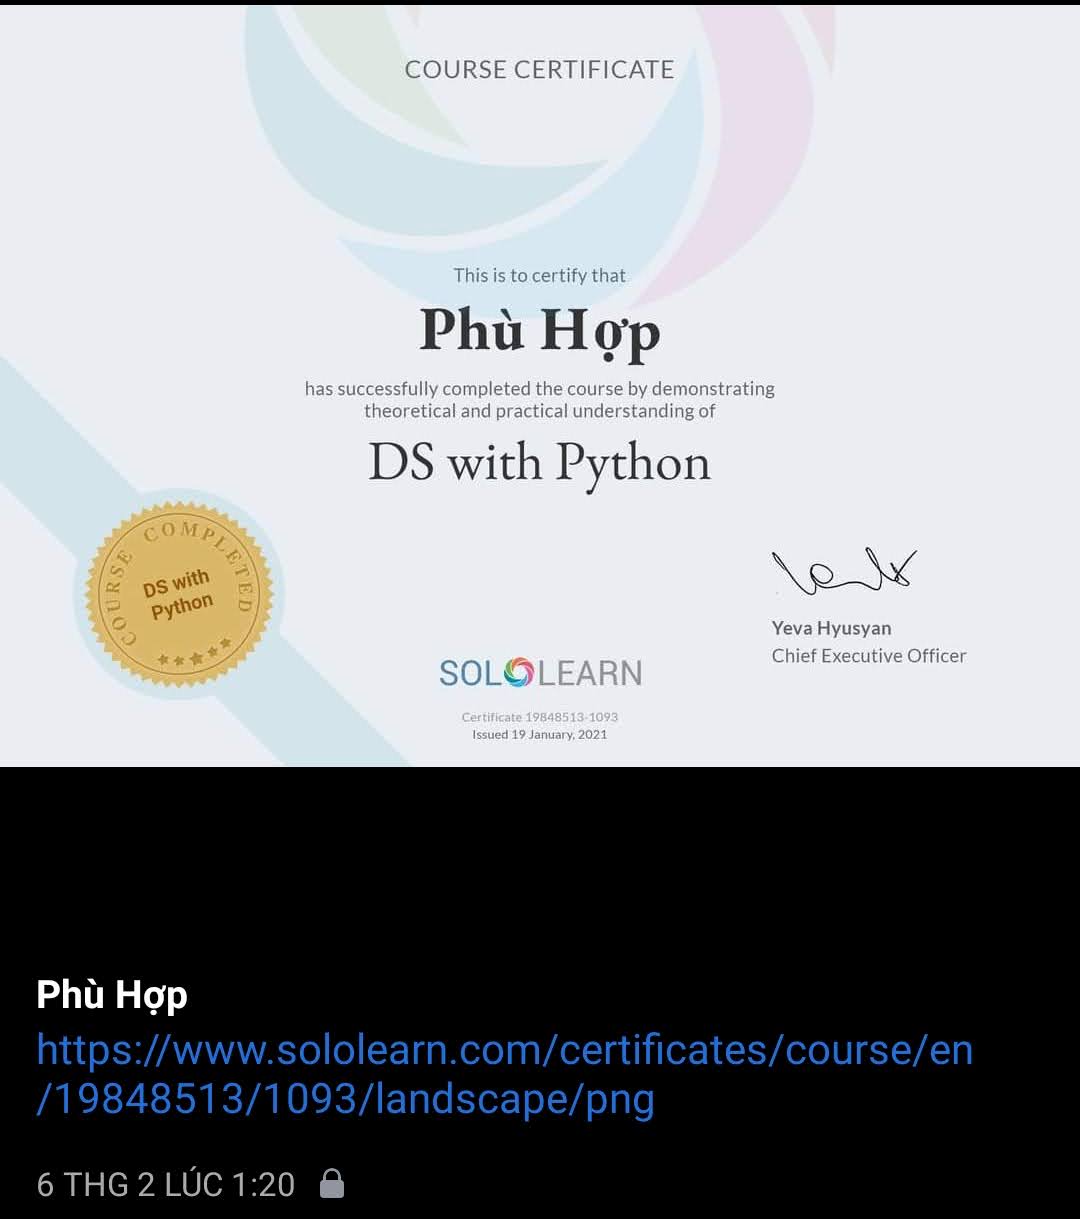 COURSE CERTIFICATE
This is to certify that
Phù Hợp
has successfully completed the course by demonstrating
theoretical and practical understanding of
DS with Python
COURSE COMPLETED
DS with
Python
Yeva Hyusyan
Chief Executive Officer
SOLOLEARN
Certificate 19848513-1093
Issued 19 January, 2021
Phù Hợp
https://www.sololearn.com/certificates/course/en
/19848513/1093/landscape/png
6 THG 2 LÚC 1:20